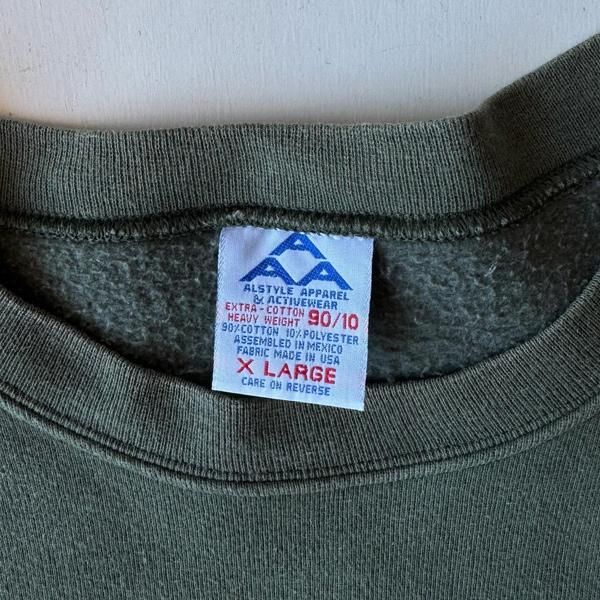 A
A A
ALSTYLE APPAREL
& ACTIVEWEAR
EXTRA-COTTON
HEAVY WEIGHT 90/10
90%COTTON 10%POLYESTER
ASSEMBLED IN MEXICO
FABRIC MADE IN USA
X LARGE
CARE ON REVERSE